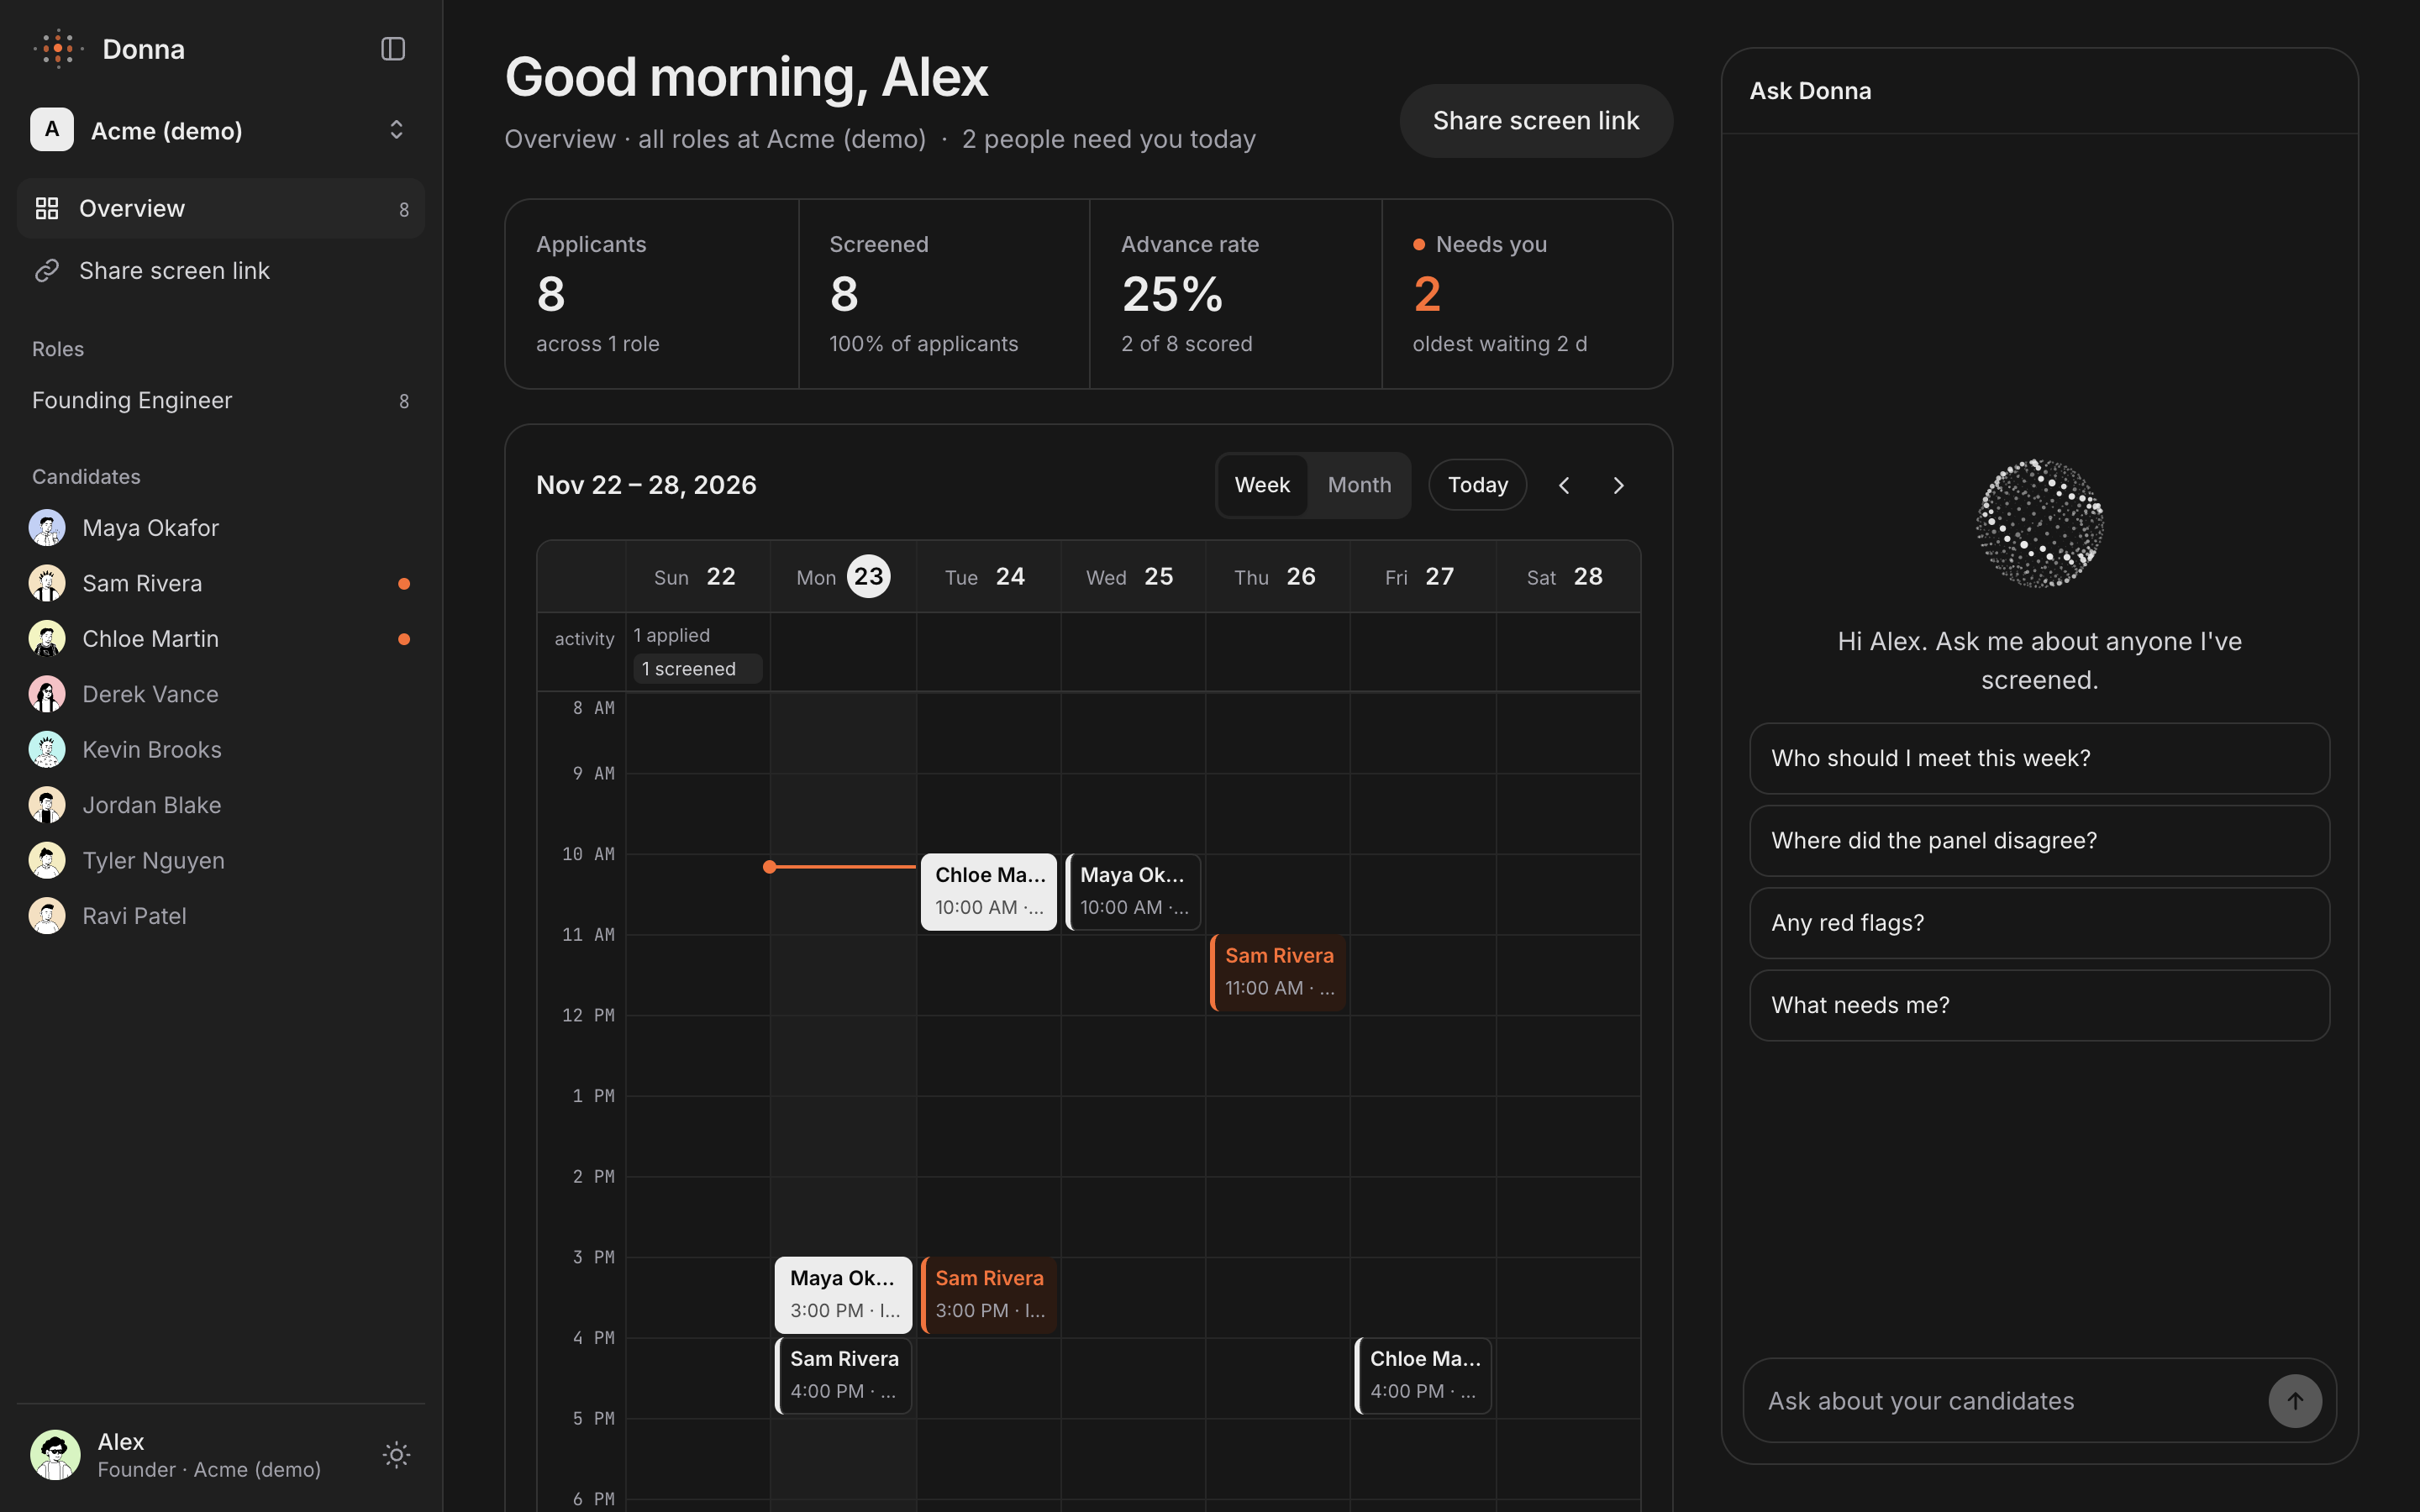 Donna
A
Acme (demo)
Overview
8
Share screen link
Roles
Founding Engineer
8
Candidates
Maya Okafor
Sam Rivera
Chloe Martin
Derek Vance
Kevin Brooks
Jordan Blake
Tyler Nguyen
Ravi Patel
Alex
Founder · Acme (demo)
Good morning, Alex
Overview · all roles at Acme (demo) · 2 people need you today
Share screen link
Applicants
8
across 1 role
Screened
8
100% of applicants
Advance rate
25%
2 of 8 scored
Needs you
2
oldest waiting 2 d
Nov 22 – 28, 2026
Week
Month
Today
Sun 22
Mon 23
Tue 24
Wed 25
Thu 26
Fri 27
Sat 28
activity
1 applied
1 screened
8 AM
9 AM
10 AM
Chloe Ma...
10:00 AM ·...
Maya Ok...
10:00 AM ·...
11 AM
Sam Rivera
11:00 AM · ...
12 PM
1 PM
2 PM
3 PM
Maya Ok...
3:00 PM · I...
Sam Rivera
3:00 PM · I...
4 PM
Sam Rivera
4:00 PM · ...
Chloe Ma...
4:00 PM · ...
5 PM
6 PM
Ask Donna
Hi Alex. Ask me about anyone I've
screened.
Who should I meet this week?
Where did the panel disagree?
Any red flags?
What needs me?
Ask about your candidates